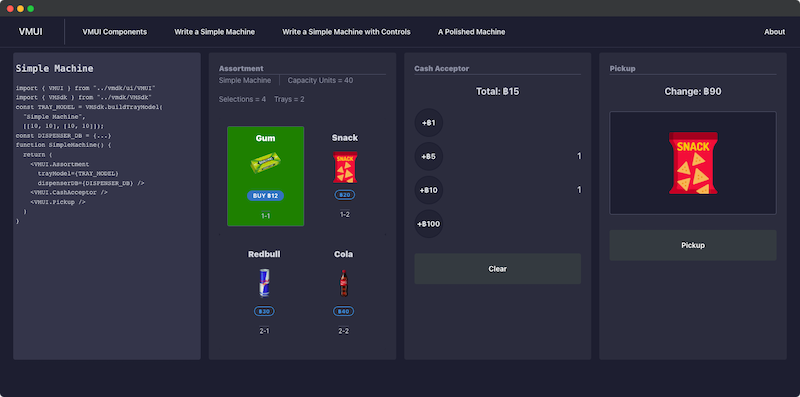 VMUI
VMUI Components
Write a Simple Machine
Write a Simple Machine with Controls
A Polished Machine
About
Simple Machine
import { VMUI } from "../vmdk/ui/VMUI"
import { VMSdk } from "../vmdk/VMSdk"
const TRAY_MODEL = VMSdk.buildTrayModel(
"Simple Machine",
[[10, 10], [10, 10]]);
const DISPENSER_DB = {...}
function SimpleMachine() {
return (
<VMUI.Assortment
trayModel={TRAY_MODEL}
dispenserDB={DISPENSER_DB} />
<VMUI.CashAcceptor />
<VMUI.Pickup />
)
}
Assortment
Simple Machine
Capacity Units = 40
Selections = 4
Trays = 2
Gum
BUY ฿12
1-1
Snack
SNACK
฿20
1-2
Redbull
฿30
2-1
Cola
฿40
2-2
Cash Acceptor
Total: ฿15
+฿1
+฿5
1
+฿10
1
+฿100
Clear
Pickup
Change: ฿90
SNACK
Pickup